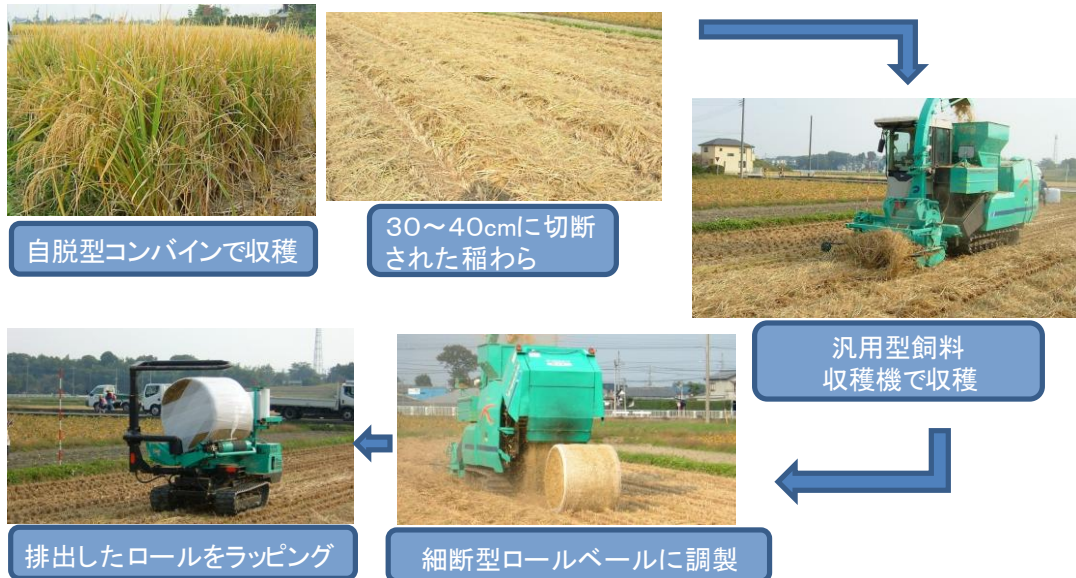 自脱型コンバインで収穫
30～40cmに切断
された稲わら
汎用型飼料
収穫機で収穫
細断型ロールベールに調製
排出したロールをラッピング